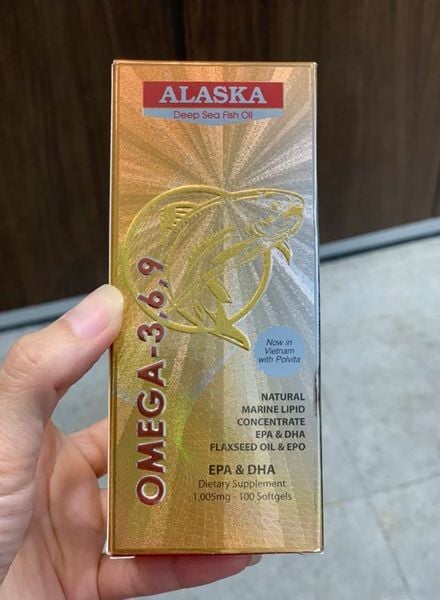 ALASKA
Deep Sea Fish Oil
OMEGA-3,6,9
Now in
Vietnam
with Polvita
NATURAL
MARINE LIPID
CONCENTRATE
EPA & DHA
FLAXSEED OIL & EPO
EPA & DHA
Dietary Supplement
1,005mg - 100 Softgels